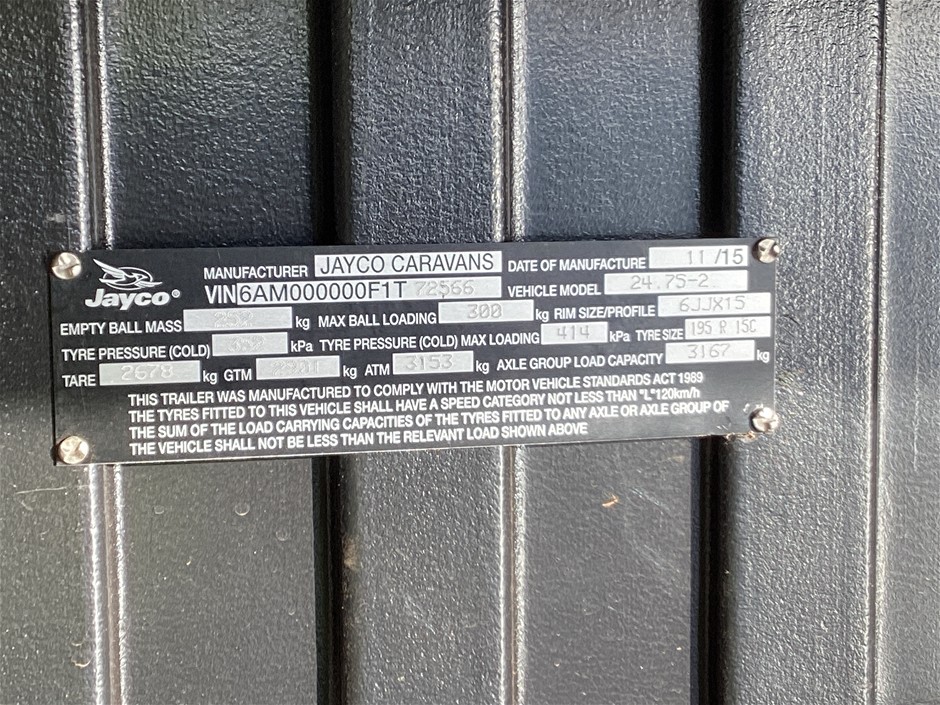 Jayco®
MANUFACTURER JAYCO CARAVANS DATE OF MANUFACTURE 11/15
VIN 6AM000000F1T 72566 VEHICLE MODEL 24.75-2
EMPTY BALL MASS kg MAX BALL LOADING 300 kg RIM SIZE/PROFILE 6JJX15
TYRE PRESSURE (COLD) kPa TYRE PRESSURE (COLD) MAX LOADING 414 kPa TYRE SIZE 195 R 15C
TARE 2678 kg GTM kg ATM 3153 kg AXLE GROUP LOAD CAPACITY 3167 kg
THIS TRAILER WAS MANUFACTURED TO COMPLY WITH THE MOTOR VEHICLE STANDARDS ACT 1989
THE TYRES FITTED TO THIS VEHICLE SHALL HAVE A SPEED CATEGORY NOT LESS THAN "L"120km/h
THE SUM OF THE LOAD CARRYING CAPACITIES OF THE TYRES FITTED TO ANY AXLE OR AXLE GROUP OF
THE VEHICLE SHALL NOT BE LESS THAN THE RELEVANT LOAD SHOWN ABOVE